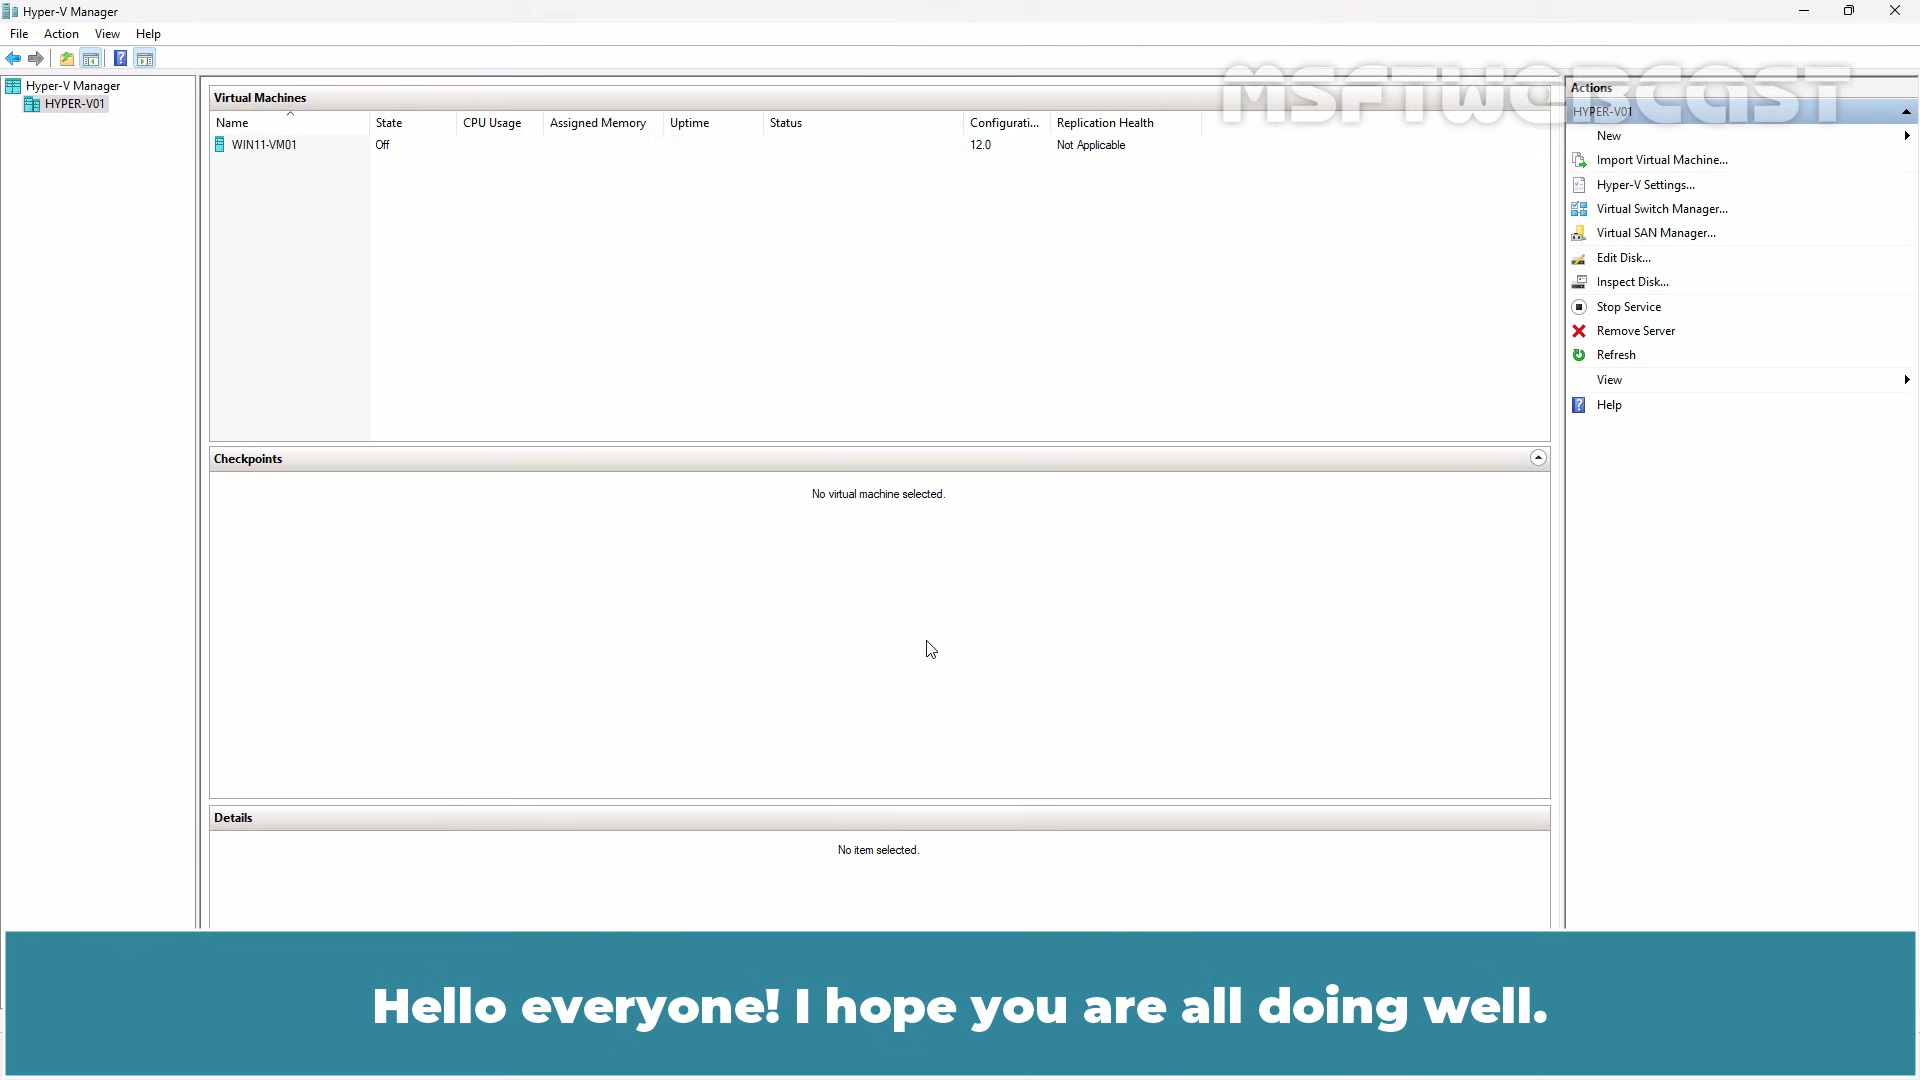 Hyper-V Manager
File Action View Help
Hyper-V Manager
HYPER-V01
Virtual Machines
Name State CPU Usage Assigned Memory Uptime Status Configurati... Replication Health
WIN11-VM01 Off 12.0 Not Applicable
Checkpoints
No virtual machine selected.
Details
No item selected.
MSFTWEBCAST
Actions
HYPER-V01
New
Import Virtual Machine...
Hyper-V Settings...
Virtual Switch Manager...
Virtual SAN Manager...
Edit Disk...
Inspect Disk...
Stop Service
Remove Server
Refresh
View
Help
Hello everyone! I hope you are all doing well.